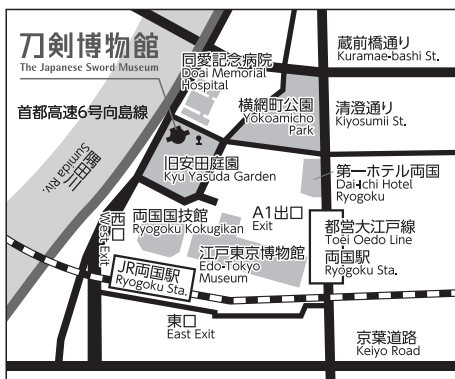 刀剣博物館
The Japanese Sword Museum
首都高速6号向島線
隅田川
Sumida Riv.
同愛記念病院
Doai Memorial
Hospital
蔵前橋通り
Kuramae-bashi St.
横網町公園
Yokoamicho
Park
清澄通り
Kiyosumii St.
旧安田庭園
Kyu Yasuda Garden
第一ホテル両国
Dai-Ichi Hotel
Ryogoku
西口
West Exit
両国国技館
Ryogoku Kokugikan
A1出口
Exit
都営大江戸線
Toei Oedo Line
両国駅
Ryogoku Sta.
江戸東京博物館
Edo-Tokyo
Museum
JR両国駅
Ryogoku Sta.
東口
East Exit
京葉道路
Keiyo Road